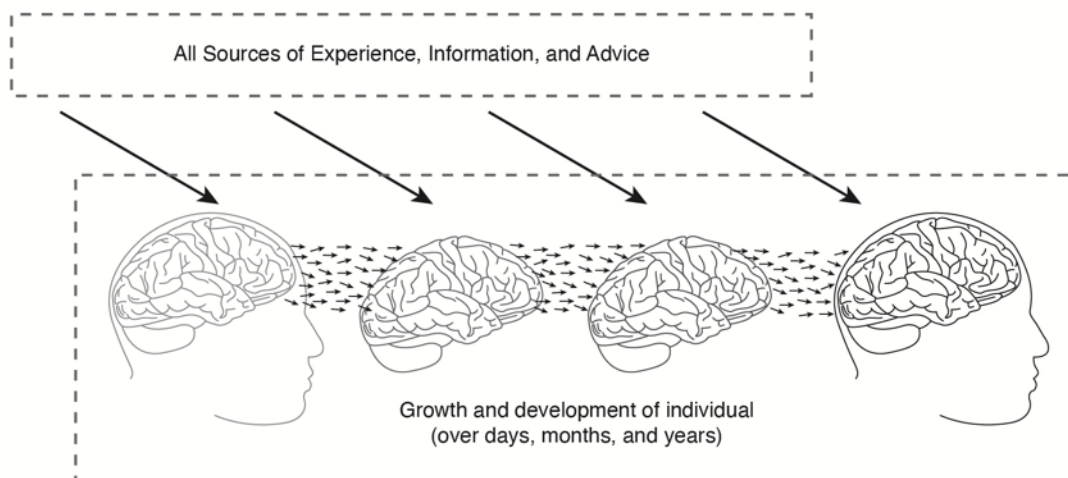 All Sources of Experience, Information, and Advice
Growth and development of individual
(over days, months, and years)